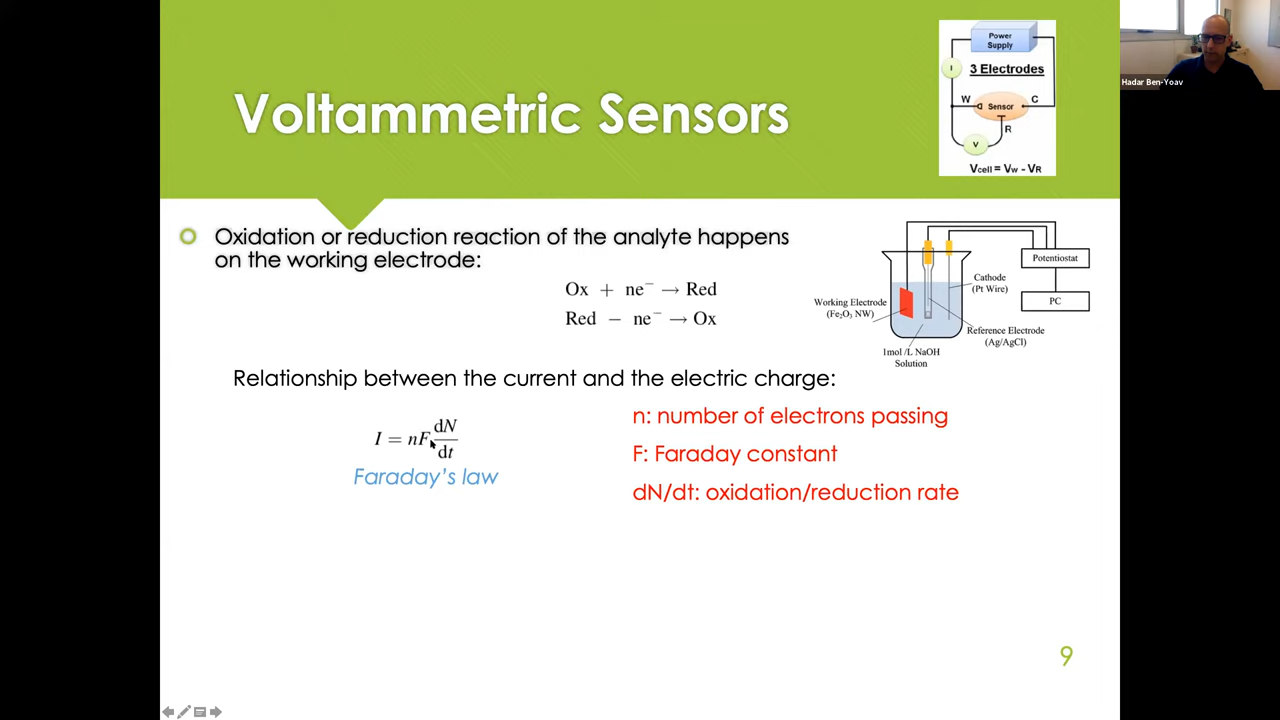 Voltammetric Sensors
Power
Supply
I
3 Electrodes
W
Sensor
C
R
V
Vcell = Vw - VR
Hadar Ben-Yoav
Oxidation or reduction reaction of the analyte happens
on the working electrode:
Ox + ne⁻ → Red
Red − ne⁻ → Ox
Potentiostat
Cathode
(Pt Wire)
PC
Working Electrode
(Fe₂O₃ NW)
Reference Electrode
(Ag/AgCl)
1mol /L NaOH
Solution
Relationship between the current and the electric charge:
I = nF dN/dt
Faraday's law
n: number of electrons passing
F: Faraday constant
dN/dt: oxidation/reduction rate
9